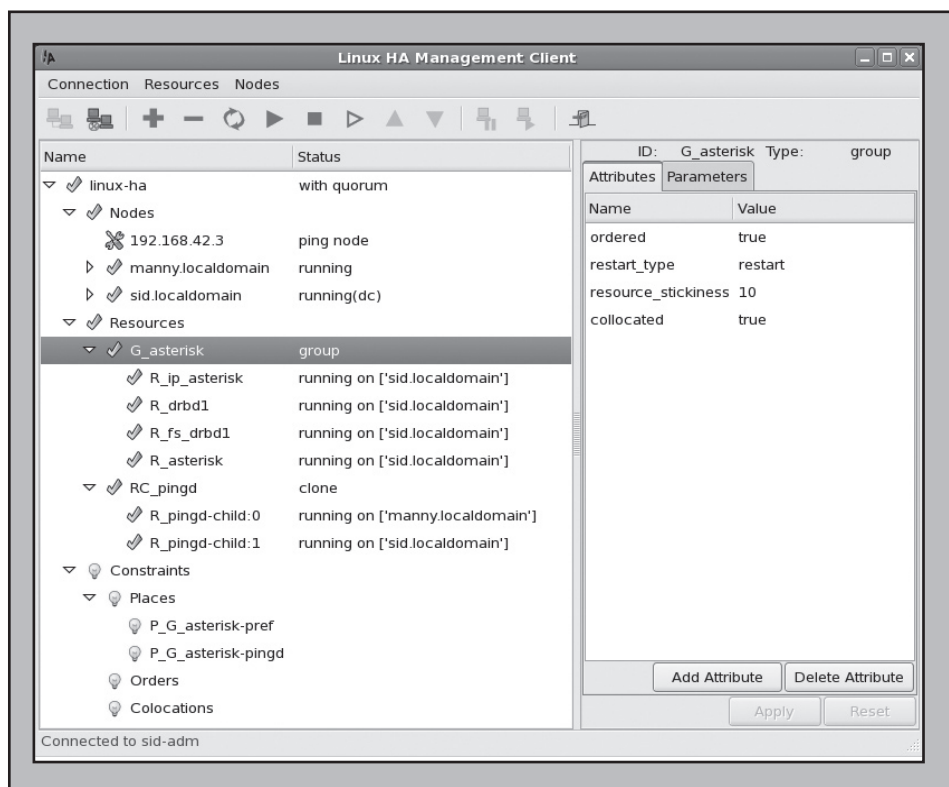 Linux HA Management Client
Connection Resources Nodes
Name Status
linux-ha with quorum
Nodes
192.168.42.3 ping node
manny.localdomain running
sid.localdomain running(dc)
Resources
G_asterisk group
R_ip_asterisk running on ['sid.localdomain']
R_drbd1 running on ['sid.localdomain']
R_fs_drbd1 running on ['sid.localdomain']
R_asterisk running on ['sid.localdomain']
RC_pingd clone
R_pingd-child:0 running on ['manny.localdomain']
R_pingd-child:1 running on ['sid.localdomain']
Constraints
Places
P_G_asterisk-pref
P_G_asterisk-pingd
Orders
Colocations
ID: G_asterisk Type: group
Attributes Parameters
Name Value
ordered true
restart_type restart
resource_stickiness 10
collocated true
Add Attribute Delete Attribute
Apply Reset
Connected to sid-adm